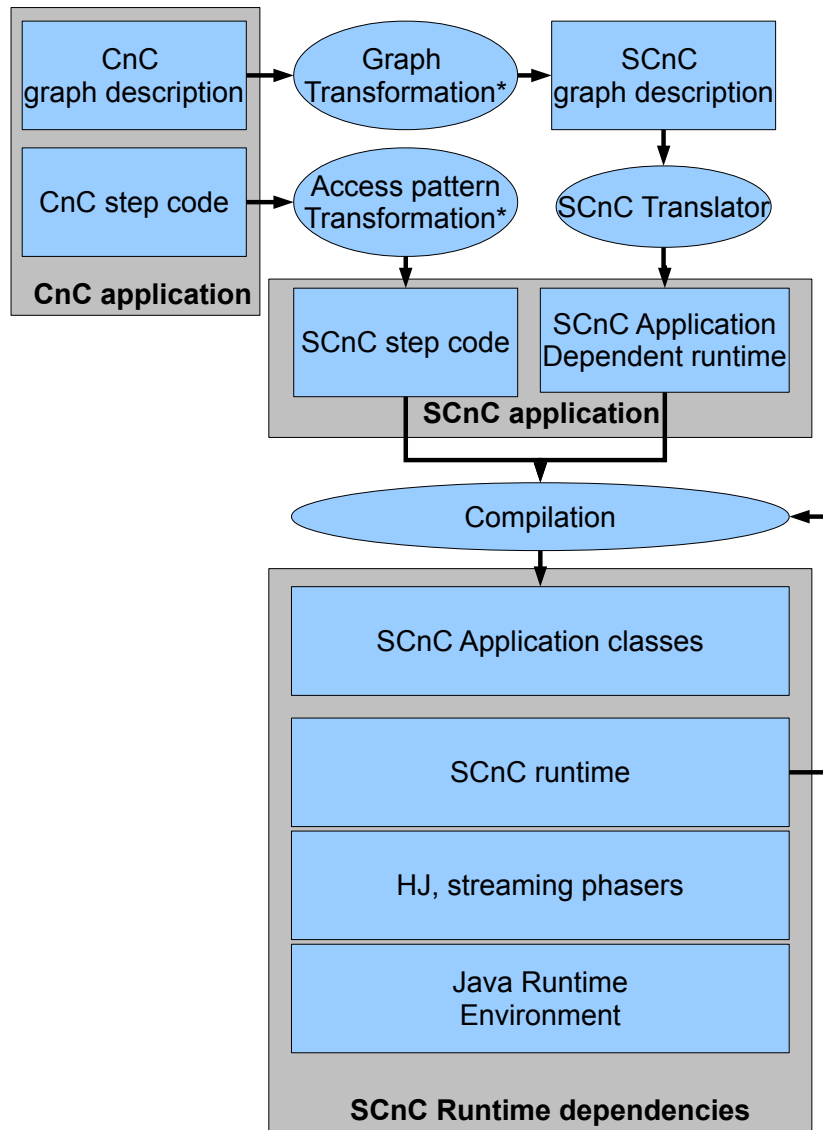 CnC
graph description
Graph
Transformation*
SCnC
graph description
CnC step code
Access pattern
Transformation*
SCnC Translator
CnC application
SCnC step code
SCnC Application
Dependent runtime
SCnC application
Compilation
SCnC Application classes
SCnC runtime
HJ, streaming phasers
Java Runtime
Environment
SCnC Runtime dependencies